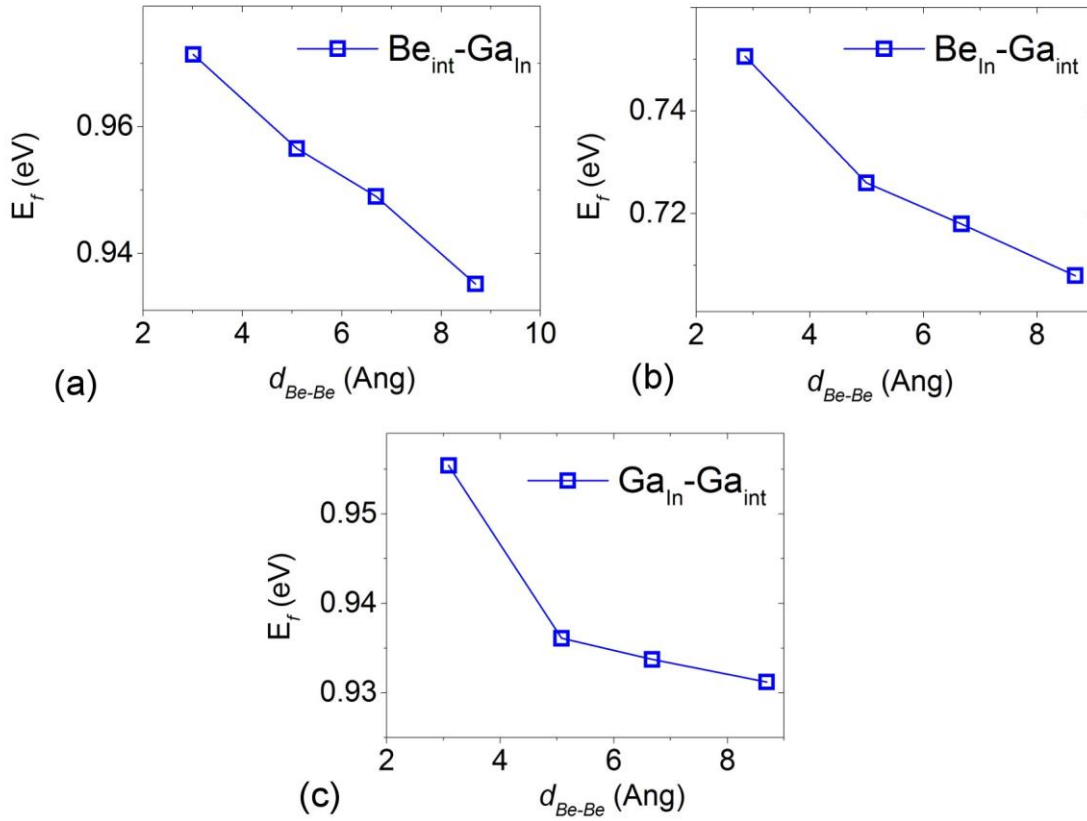 Be_int-Ga_In
0.96
0.94
E_f (eV)
2 4 6 8 10
(a) d_Be-Be (Ang)
Be_In-Ga_int
0.74
0.72
E_f (eV)
2 4 6 8
(b) d_Be-Be (Ang)
Ga_In-Ga_int
0.95
0.94
0.93
E_f (eV)
2 4 6 8
(c) d_Be-Be (Ang)